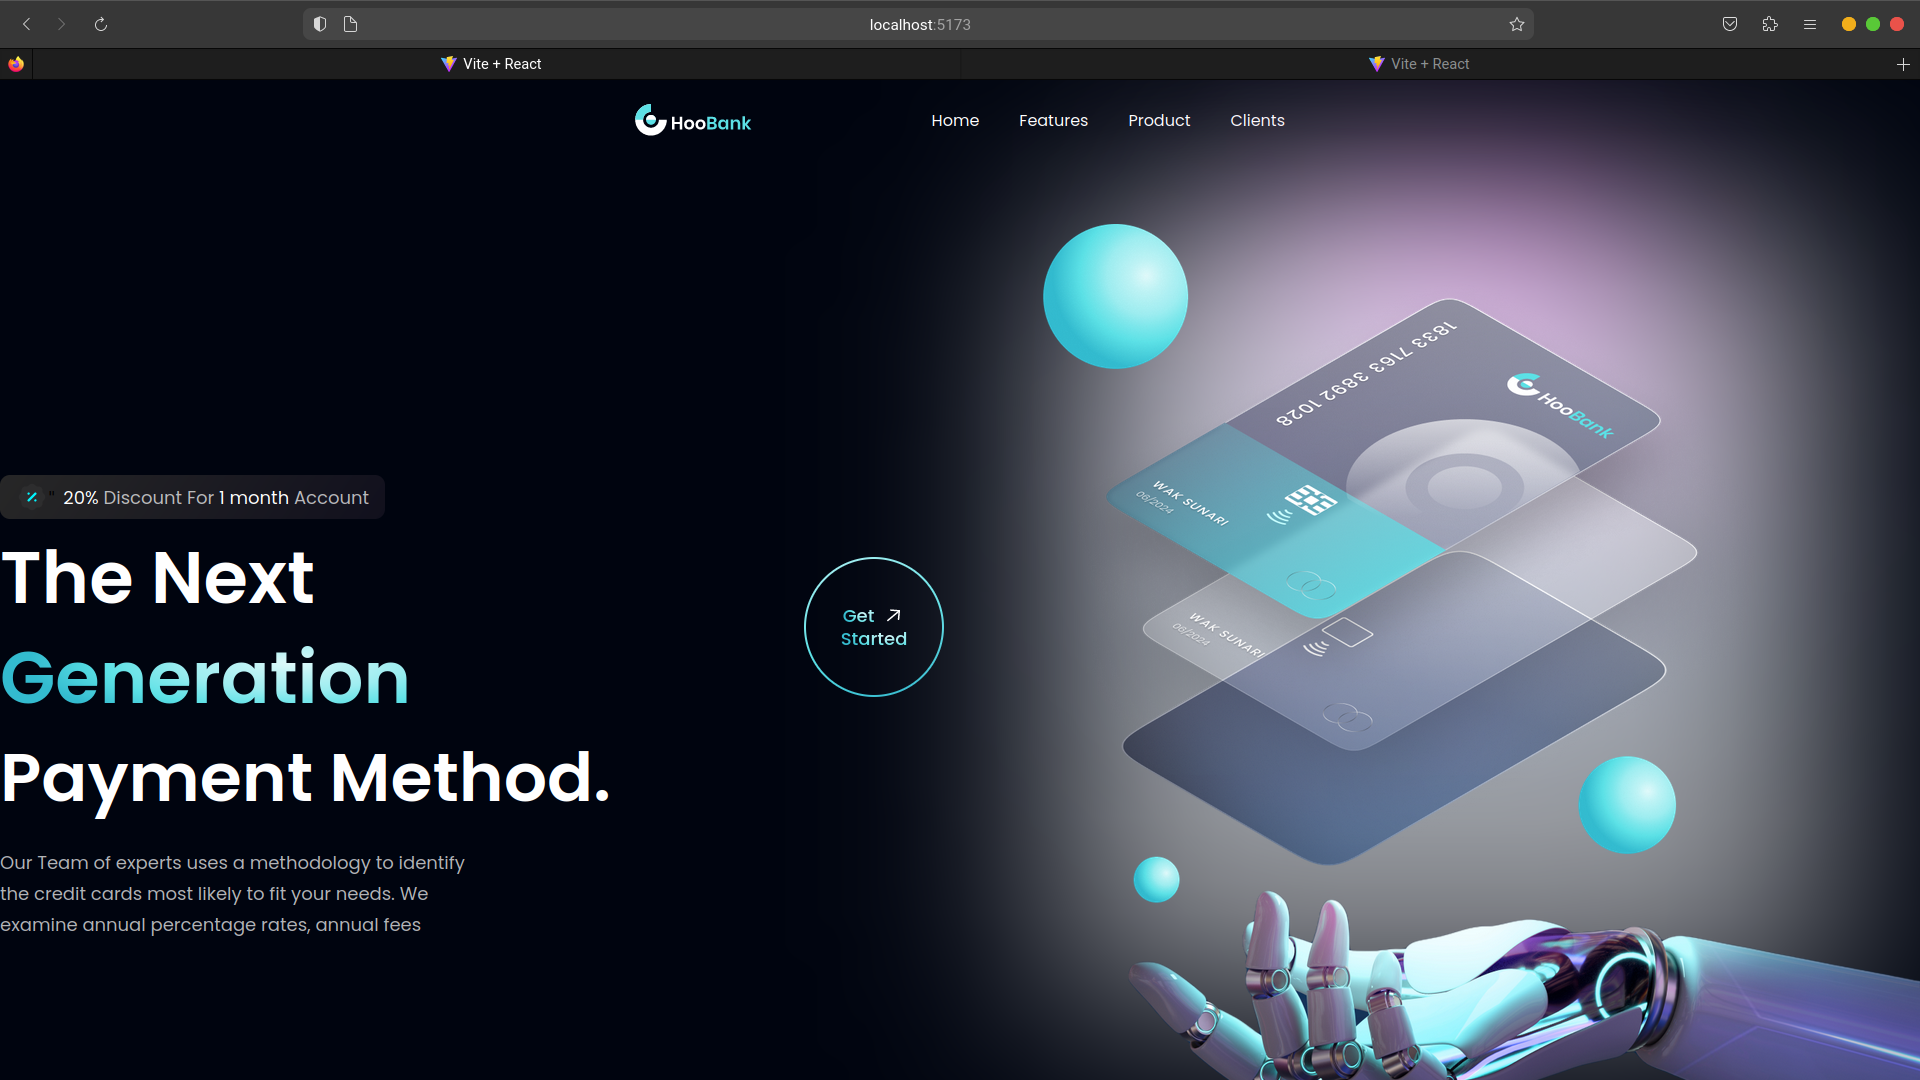 localhost:5173
Vite + React
Vite + React
HooBank
Home
Features
Product
Clients
1833 7163 3892 1028
HooBank
WAK SUNARI
08/2024
" 20% Discount For 1 month Account
The Next
Generation
Payment Method.
Get
Started
WAK SUNARI
08/2024
Our Team of experts uses a methodology to identify
the credit cards most likely to fit your needs. We
examine annual percentage rates, annual fees